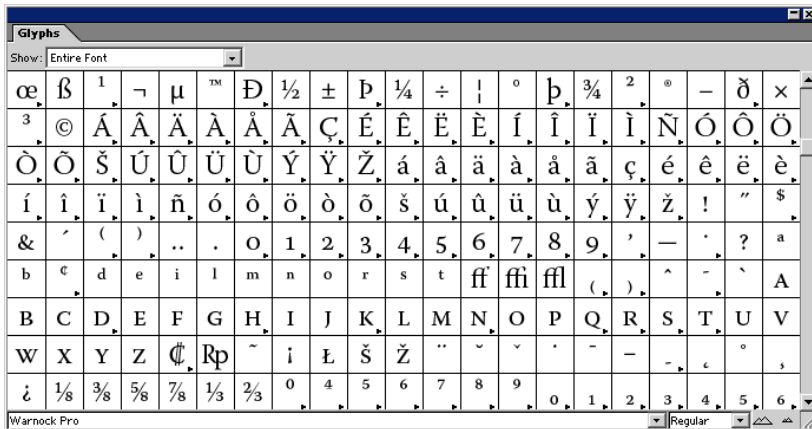 Glyphs
Show: Entire Font
œ ß ¹ ¬ µ ™ Ð ½ ± Þ ¼ ÷ ¦ ° þ ¾ ² ® – ð ×
³ © Á Â Ä À Å Ã Ç É Ê Ë È Í Î Ï Ì Ñ Ó Ô Ö
Ò Õ Š Ú Û Ü Ù Ý Ÿ Ž á â ä à å ã ç é ê ë è
í î ï ì ñ ó ô ö ò õ š ú û ü ù ý ÿ ž ! ″ $
& ´ ( ) .. . 0 1 2 3 4 5 6 7 8 9 , — . ? a
b ¢ d e i l m n o r s t ff ffi ffl ( ) ˆ - ` A
B C D E F G H I J K L M N O P Q R S T U V
W X Y Z ₡ Rp ˜ ¡ Ł Š Ž ¨ ˘ ˇ ˙ ¯ – - ¢ ° ¸
¿ ⅛ ⅜ ⅝ ⅞ ⅓ ⅔ ⁰ ⁴ ⁵ ⁶ ⁷ ⁸ ⁹ ₀ ₁ ₂ ₃ ₄ ₅ ₆
Warnock Pro Regular